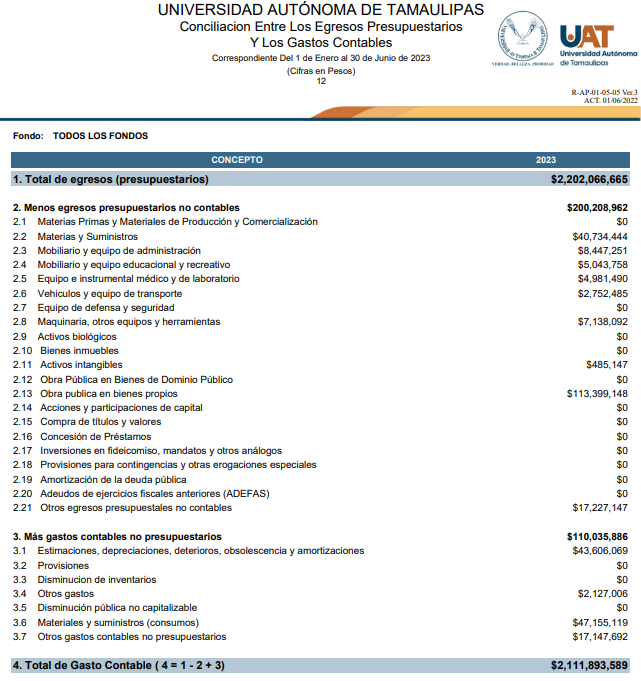 UNIVERSIDAD AUTÓNOMA DE TAMAULIPAS
Conciliacion Entre Los Egresos Presupuestarios
Y Los Gastos Contables
Correspondiente Del 1 de Enero al 30 de Junio de 2023
(Cifras en Pesos)
12
VERDAD, BELLEZA, PROBIDAD
UAT
Universidad Autónoma
de Tamaulipas
R-AP-01-05-05 Ver.3
ACT. 01/06/2022
Fondo: TODOS LOS FONDOS
CONCEPTO 2023
1. Total de egresos (presupuestarios) $2,202,066,665
2. Menos egresos presupuestarios no contables $200,208,962
2.1 Materias Primas y Materiales de Producción y Comercialización $0
2.2 Materias y Suministros $40,734,444
2.3 Mobiliario y equipo de administración $8,447,251
2.4 Mobiliario y equipo educacional y recreativo $5,043,758
2.5 Equipo e instrumental médico y de laboratorio $4,981,490
2.6 Vehiculos y equipo de transporte $2,752,485
2.7 Equipo de defensa y seguridad $0
2.8 Maquinaria, otros equipos y herramientas $7,138,092
2.9 Activos biológicos $0
2.10 Bienes inmuebles $0
2.11 Activos intangibles $485,147
2.12 Obra Pública en Bienes de Dominio Público $0
2.13 Obra publica en bienes propios $113,399,148
2.14 Acciones y participaciones de capital $0
2.15 Compra de títulos y valores $0
2.16 Concesión de Préstamos $0
2.17 Inversiones en fideicomiso, mandatos y otros análogos $0
2.18 Provisiones para contingencias y otras erogaciones especiales $0
2.19 Amortización de la deuda pública $0
2.20 Adeudos de ejercicios fiscales anteriores (ADEFAS) $0
2.21 Otros egresos presupuestales no contables $17,227,147
3. Más gastos contables no presupuestarios $110,035,886
3.1 Estimaciones, depreciaciones, deterioros, obsolescencia y amortizaciones $43,606,069
3.2 Provisiones $0
3.3 Disminucion de inventarios $0
3.4 Otros gastos $2,127,006
3.5 Disminución pública no capitalizable $0
3.6 Materiales y suministros (consumos) $47,155,119
3.7 Otros gastos contables no presupuestarios $17,147,692
4. Total de Gasto Contable ( 4 = 1 - 2 + 3) $2,111,893,589